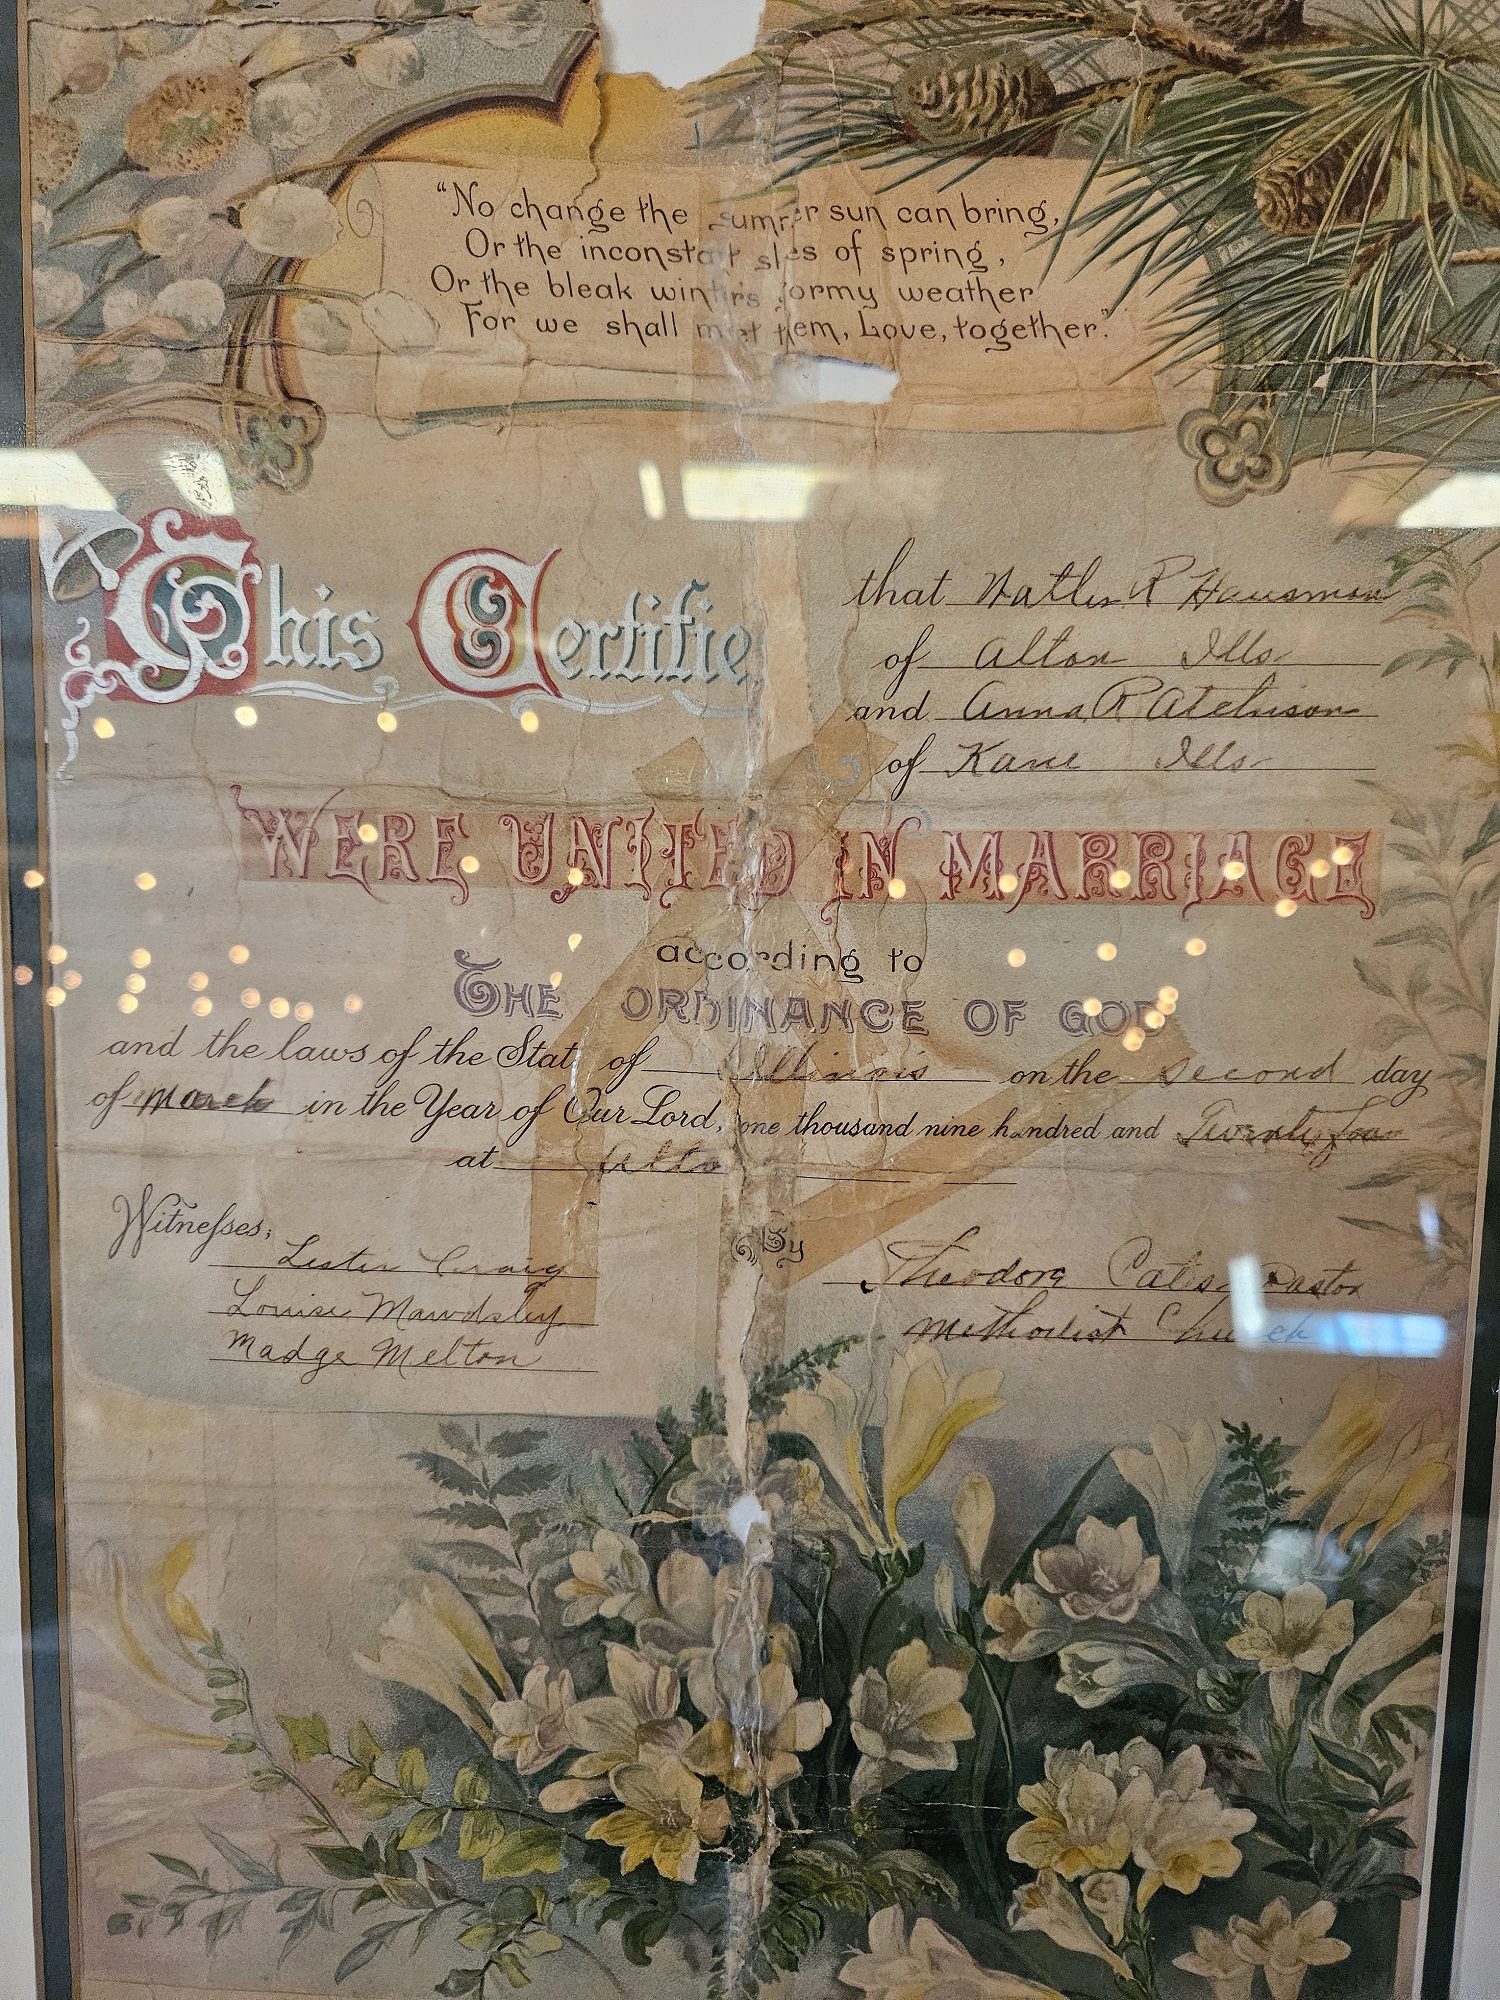 "No change the summer sun can bring,
Or the inconstant skies of spring,
Or the bleak winters stormy weather
For we shall meet them, Love, together."
This Certifie
that R Hausman
of Alton Ills
and Anna R Atchison
of Kane Ills
WERE UNITED IN MARRIAGE
according to
THE ORDINANCE OF GOD
and the laws of the State of Illinois on the second day
of March in the Year of Our Lord, one thousand nine hundred and Twenty four
at Alto
Witnesses;
By
Lester Craig
Theodore Cates Pastor
Louise Mawdsley
Methodist Church
Madge Melton